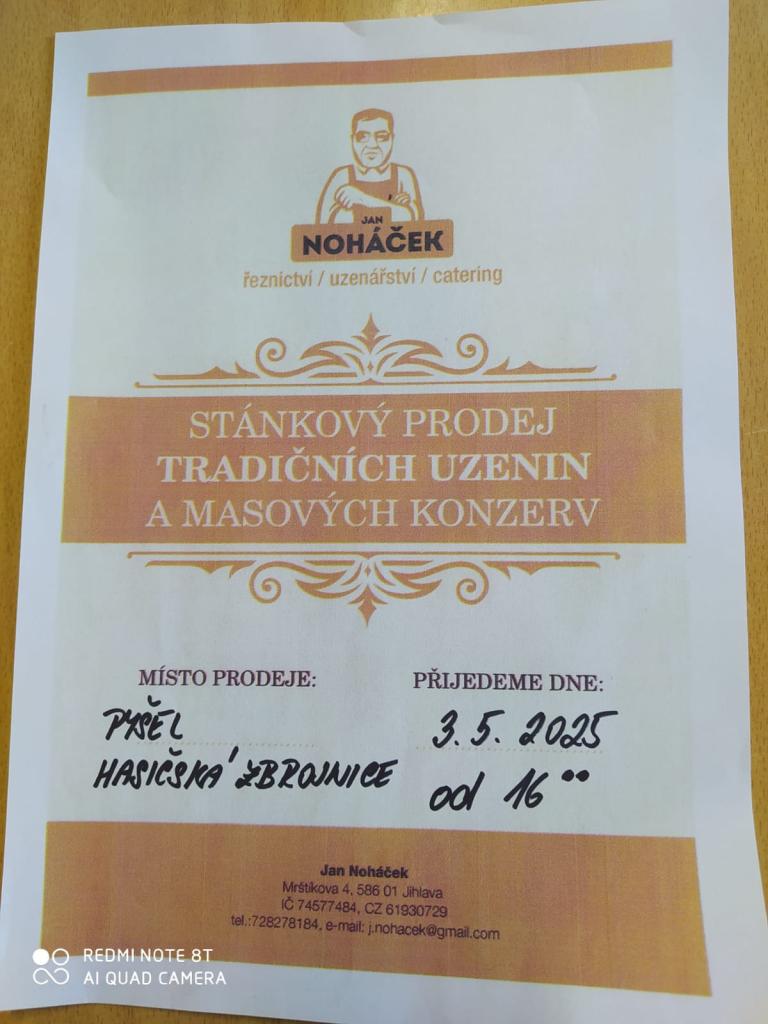 JAN
NOHÁČEK
řeznictví / uzenářství / catering
STÁNKOVÝ PRODEJ
TRADIČNÍCH UZENIN
A MASOVÝCH KONZERV
MÍSTO PRODEJE:
PYŠEL
HASIČSKÁ ZBROJNICE
PŘIJEDEME DNE:
3. 5. 2025
od 16⁰⁰
Jan Noháček
Mrštíkova 4, 586 01 Jihlava
IČ 74577484, CZ 61930729
tel.:728278184, e-mail: j.nohacek@gmail.com
REDMI NOTE 8T
AI QUAD CAMERA